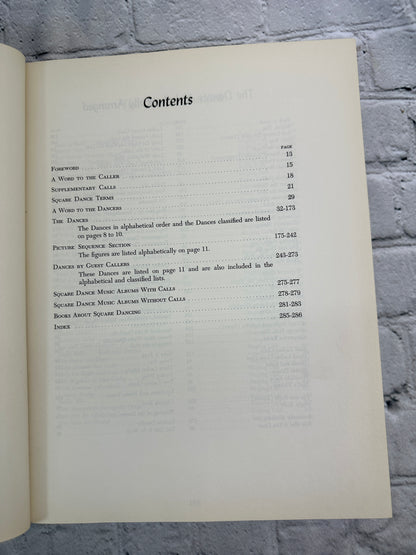 Contents
PAGE
FOREWORD 13
A WORD TO THE CALLER 15
SUPPLEMENTARY CALLS 18
SQUARE DANCE TERMS 21
A WORD TO THE DANCERS 29
THE DANCES 32-173
The Dances in alphabetical order and the Dances classified are listed
on pages 8 to 10.
PICTURE SEQUENCE SECTION 175-242
The figures are listed alphabetically on page 11.
DANCES BY GUEST CALLERS 243-273
These Dances are listed on page 11 and are also included in the
alphabetical and classified lists.
SQUARE DANCE MUSIC ALBUMS WITH CALLS 275-277
SQUARE DANCE MUSIC ALBUMS WITHOUT CALLS 278-279
BOOKS ABOUT SQUARE DANCING 281-283
INDEX 285-286